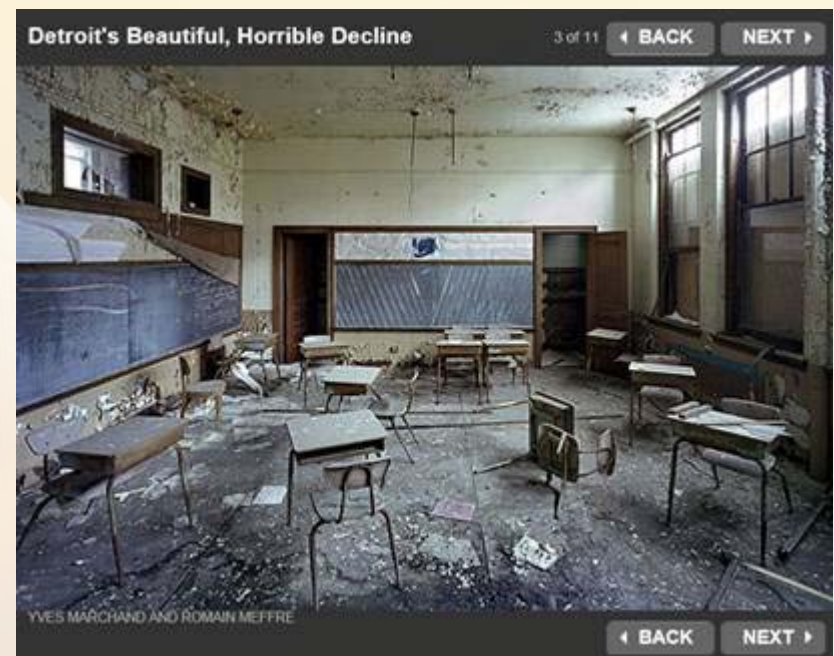 Detroit's Beautiful, Horrible Decline
3 of 11
BACK
NEXT
YVES MARCHAND AND ROMAIN MEFFRE
BACK
NEXT